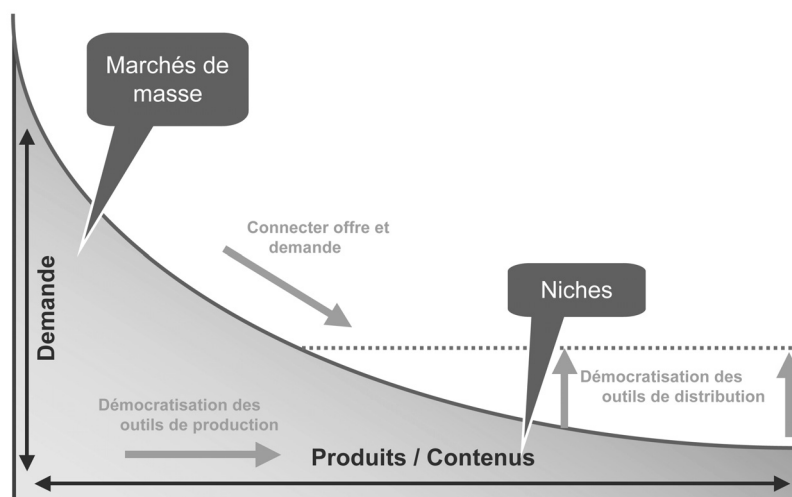 Marchés de
masse
Connecter offre et
demande
Niches
Demande
Démocratisation des
outils de distribution
Démocratisation des
outils de production
Produits / Contenus